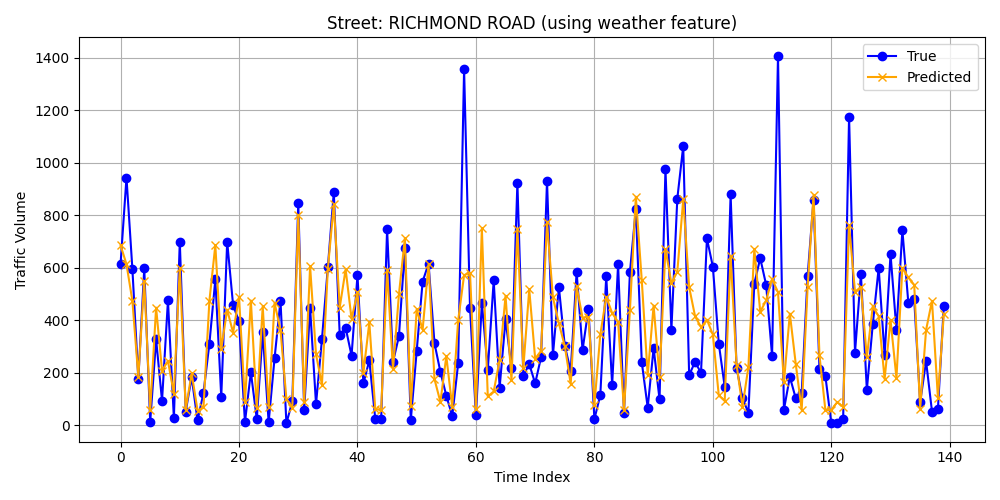 Street: RICHMOND ROAD (using weather feature)
True
Predicted
Traffic Volume
1400
1200
1000
800
600
400
200
0
0 20 40 60 80 100 120 140
Time Index